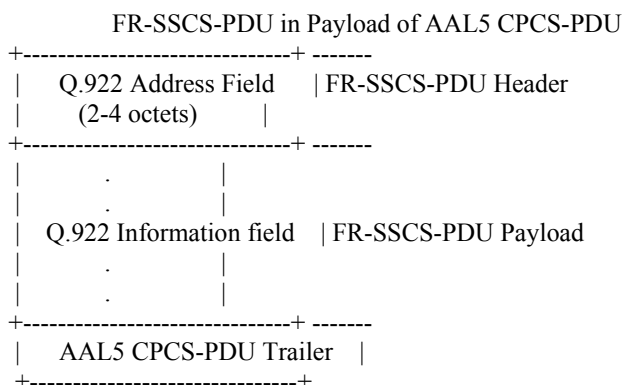 FR-SSCS-PDU in Payload of AAL5 CPCS-PDU
+-------------------------------+ -------
| Q.922 Address Field | FR-SSCS-PDU Header
| (2-4 octets) |
+-------------------------------+ -------
| . |
| . |
| Q.922 Information field | FR-SSCS-PDU Payload
| . |
| . |
+-------------------------------+ -------
| AAL5 CPCS-PDU Trailer |
+-------------------------------+